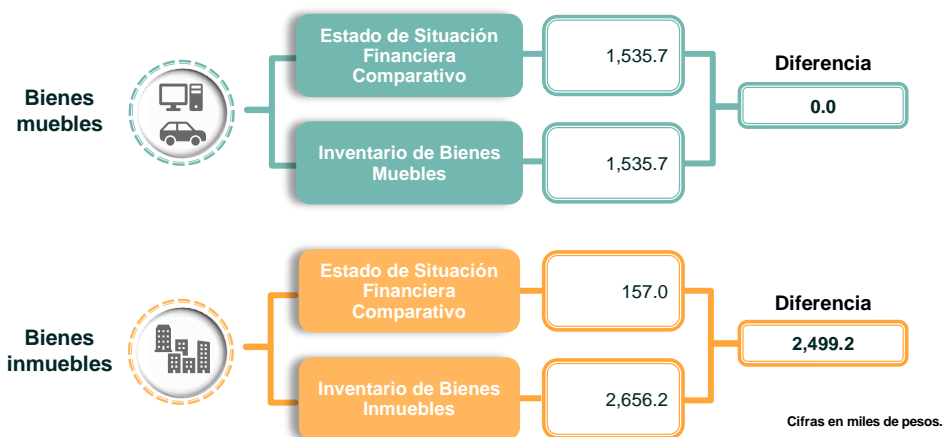 Bienes
muebles
Estado de Situación
Financiera
Comparativo
1,535.7
Inventario de Bienes
Muebles
1,535.7
Diferencia
0.0
Bienes
inmuebles
Estado de Situación
Financiera
Comparativo
157.0
Inventario de Bienes
Inmuebles
2,656.2
Diferencia
2,499.2
Cifras en miles de pesos.